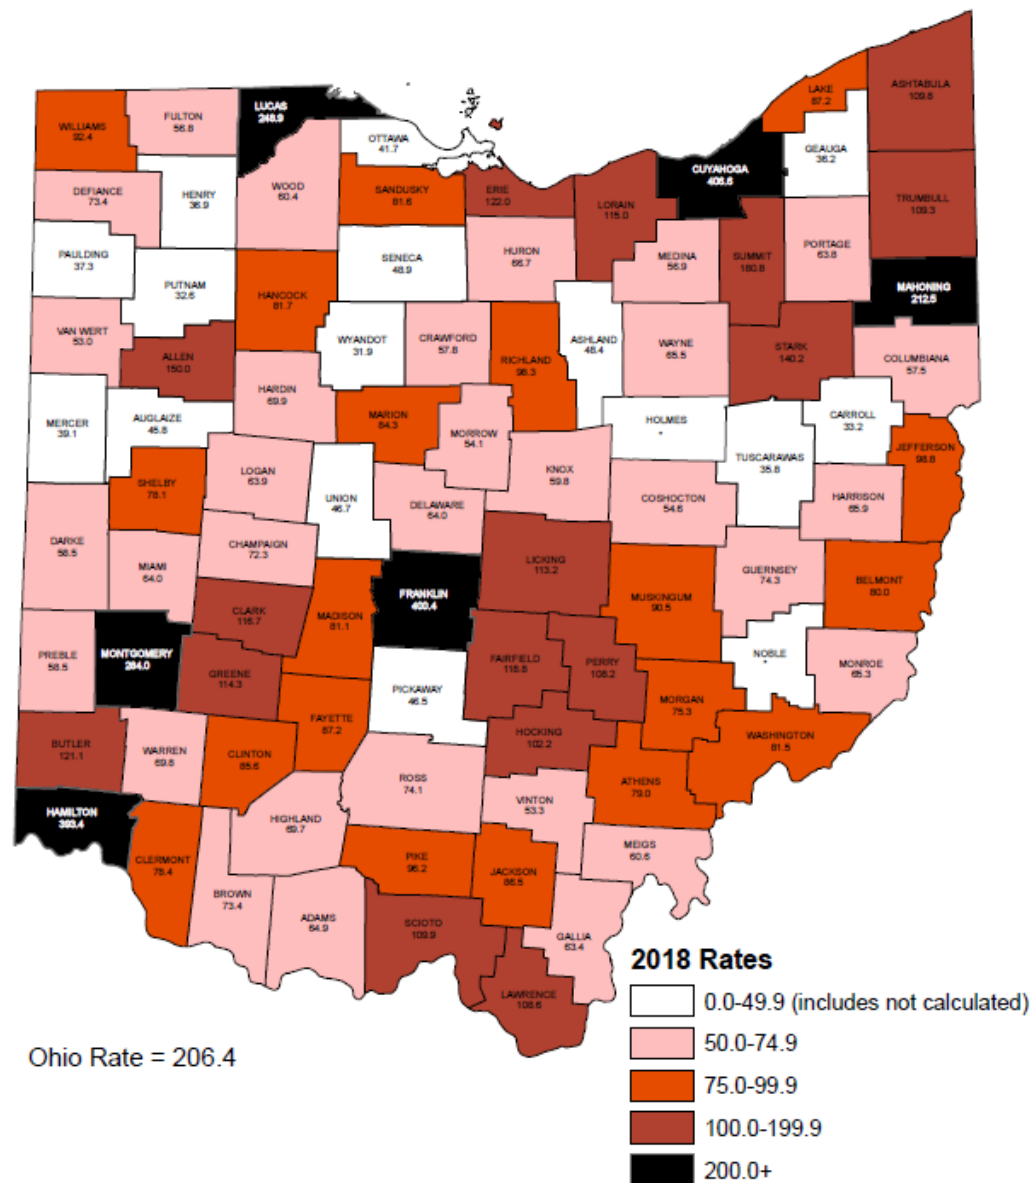 LAKE
87.2
ASHTABULA
109.8
WILLIAMS
92.4
FULTON
56.8
LUCAS
248.9
OTTAWA
41.7
GEAUGA
36.2
CUYAHOGA
406.6
DEFIANCE
73.4
HENRY
36.9
WOOD
60.4
SANDUSKY
81.6
ERIE
122.0
LORAIN
115.0
TRUMBULL
109.3
PAULDING
37.3
PUTNAM
32.6
SENECA
48.9
HURON
66.7
MEDINA
56.9
SUMMIT
180.8
PORTAGE
63.8
HANCOCK
81.7
MAHONING
212.5
VAN WERT
53.0
ALLEN
150.0
WYANDOT
31.9
CRAWFORD
57.8
RICHLAND
98.3
ASHLAND
48.4
WAYNE
65.5
STARK
140.2
COLUMBIANA
57.5
HARDIN
69.9
MERCER
39.1
AUGLAIZE
45.8
MARION
84.3
MORROW
54.1
HOLMES
*
CARROLL
33.2
TUSCARAWAS
35.8
JEFFERSON
98.8
SHELBY
78.1
LOGAN
63.9
UNION
46.7
DELAWARE
64.0
KNOX
59.8
COSHOCTON
54.6
HARRISON
65.9
DARKE
58.5
MIAMI
64.0
CHAMPAIGN
72.3
LICKING
113.2
GUERNSEY
74.3
BELMONT
80.0
CLARK
116.7
MADISON
81.1
FRANKLIN
400.4
MUSKINGUM
90.5
PREBLE
58.5
MONTGOMERY
284.0
GREENE
114.3
FAIRFIELD
PERRY
108.2
NOBLE
*
MONROE
65.3
PICKAWAY
46.5
MORGAN
75.3
BUTLER
121.1
WARREN
69.8
CLINTON
85.6
FAYETTE
87.2
HOCKING
102.2
WASHINGTON
81.5
ROSS
74.1
ATHENS
79.0
HAMILTON
393.4
HIGHLAND
69.7
VINTON
53.3
MEIGS
60.6
CLERMONT
78.4
PIKE
96.2
JACKSON
86.5
BROWN
73.4
ADAMS
64.9
SCIOTO
109.9
GALLIA
63.4
LAWRENCE
108.6
2018 Rates
0.0-49.9 (includes not calculated)
50.0-74.9
75.0-99.9
100.0-199.9
200.0+
Ohio Rate = 206.4